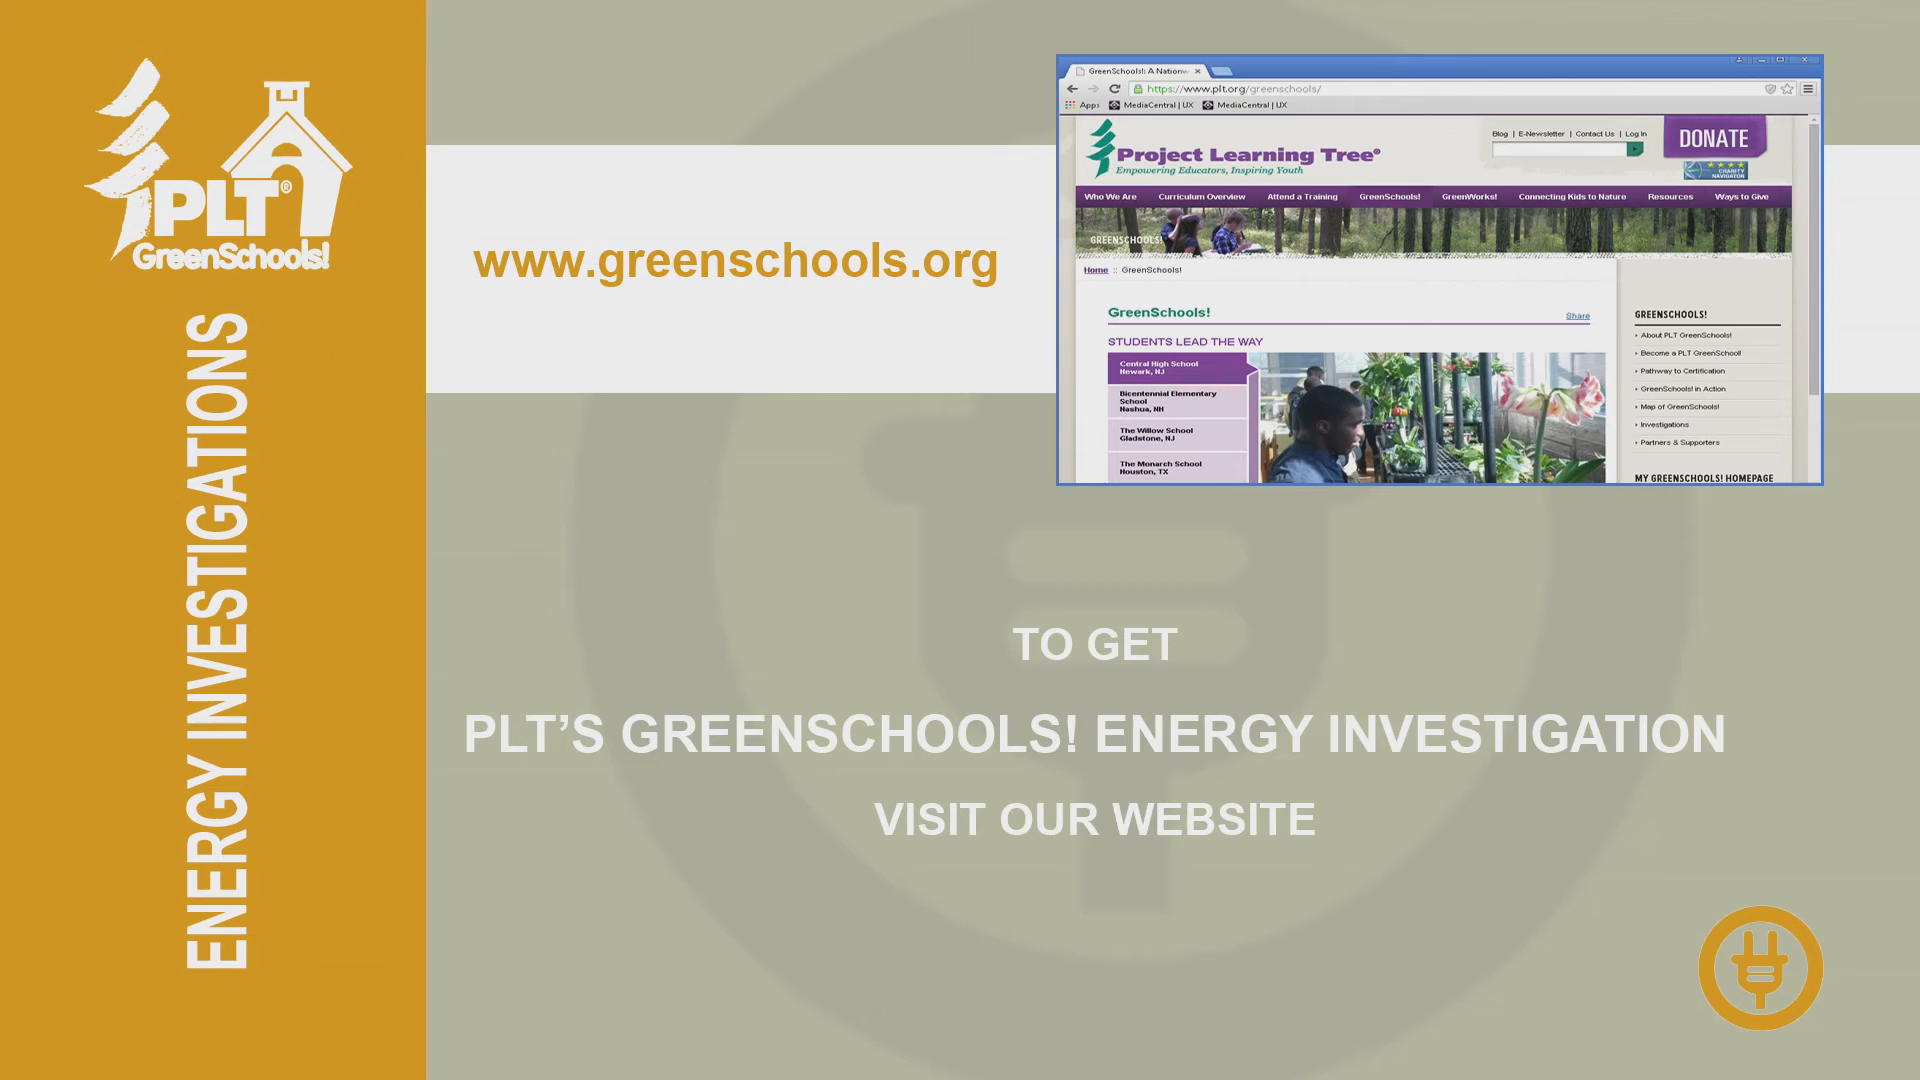 PLT®
GreenSchools!
ENERGY INVESTIGATIONS
www.greenschools.org
GreenSchools!: A Nationw
https://www.plt.org/greenschools/
Apps MediaCentral | UX MediaCentral | UX
Blog | E-Newsletter | Contact Us | Log In
DONATE
CHARITY
NAVIGATOR
Project Learning Tree®
Empowering Educators, Inspiring Youth
Who We Are Curriculum Overview Attend a Training GreenSchools! GreenWorks! Connecting Kids to Nature Resources Ways to Give
GREENSCHOOLS!
Home :: GreenSchools!
GreenSchools!
Share
STUDENTS LEAD THE WAY
Central High School
Newark, NJ
Bicentennial Elementary
School
Nashua, NH
The Willow School
Gladstone, NJ
The Monarch School
Houston, TX
GREENSCHOOLS!
About PLT GreenSchools!
Become a PLT GreenSchool!
Pathway to Certification
GreenSchools! in Action
Map of GreenSchools!
Investigations
Partners & Supporters
MY GREENSCHOOLS! HOMEPAGE
TO GET
PLT’S GREENSCHOOLS! ENERGY INVESTIGATION
VISIT OUR WEBSITE